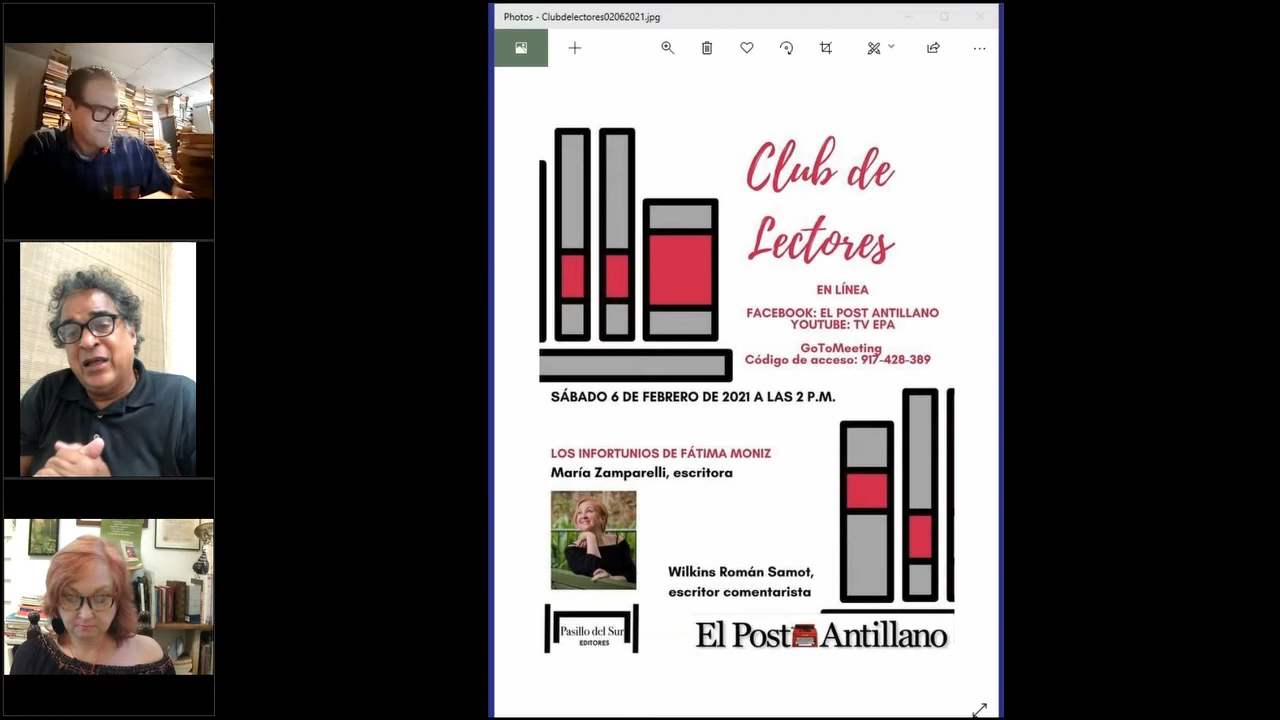 Photos - Clubdelectores02062021.jpg
Club de
Lectores
EN LÍNEA
FACEBOOK: EL POST ANTILLANO
YOUTUBE: TV EPA
GoToMeeting
Código de acceso: 917-428-389
SÁBADO 6 DE FEBRERO DE 2021 A LAS 2 P.M.
LOS INFORTUNIOS DE FÁTIMA MONIZ
María Zamparelli, escritora
Wilkins Román Samot,
escritor comentarista
Pasillo del Sur
EDITORES
El Post Antillano